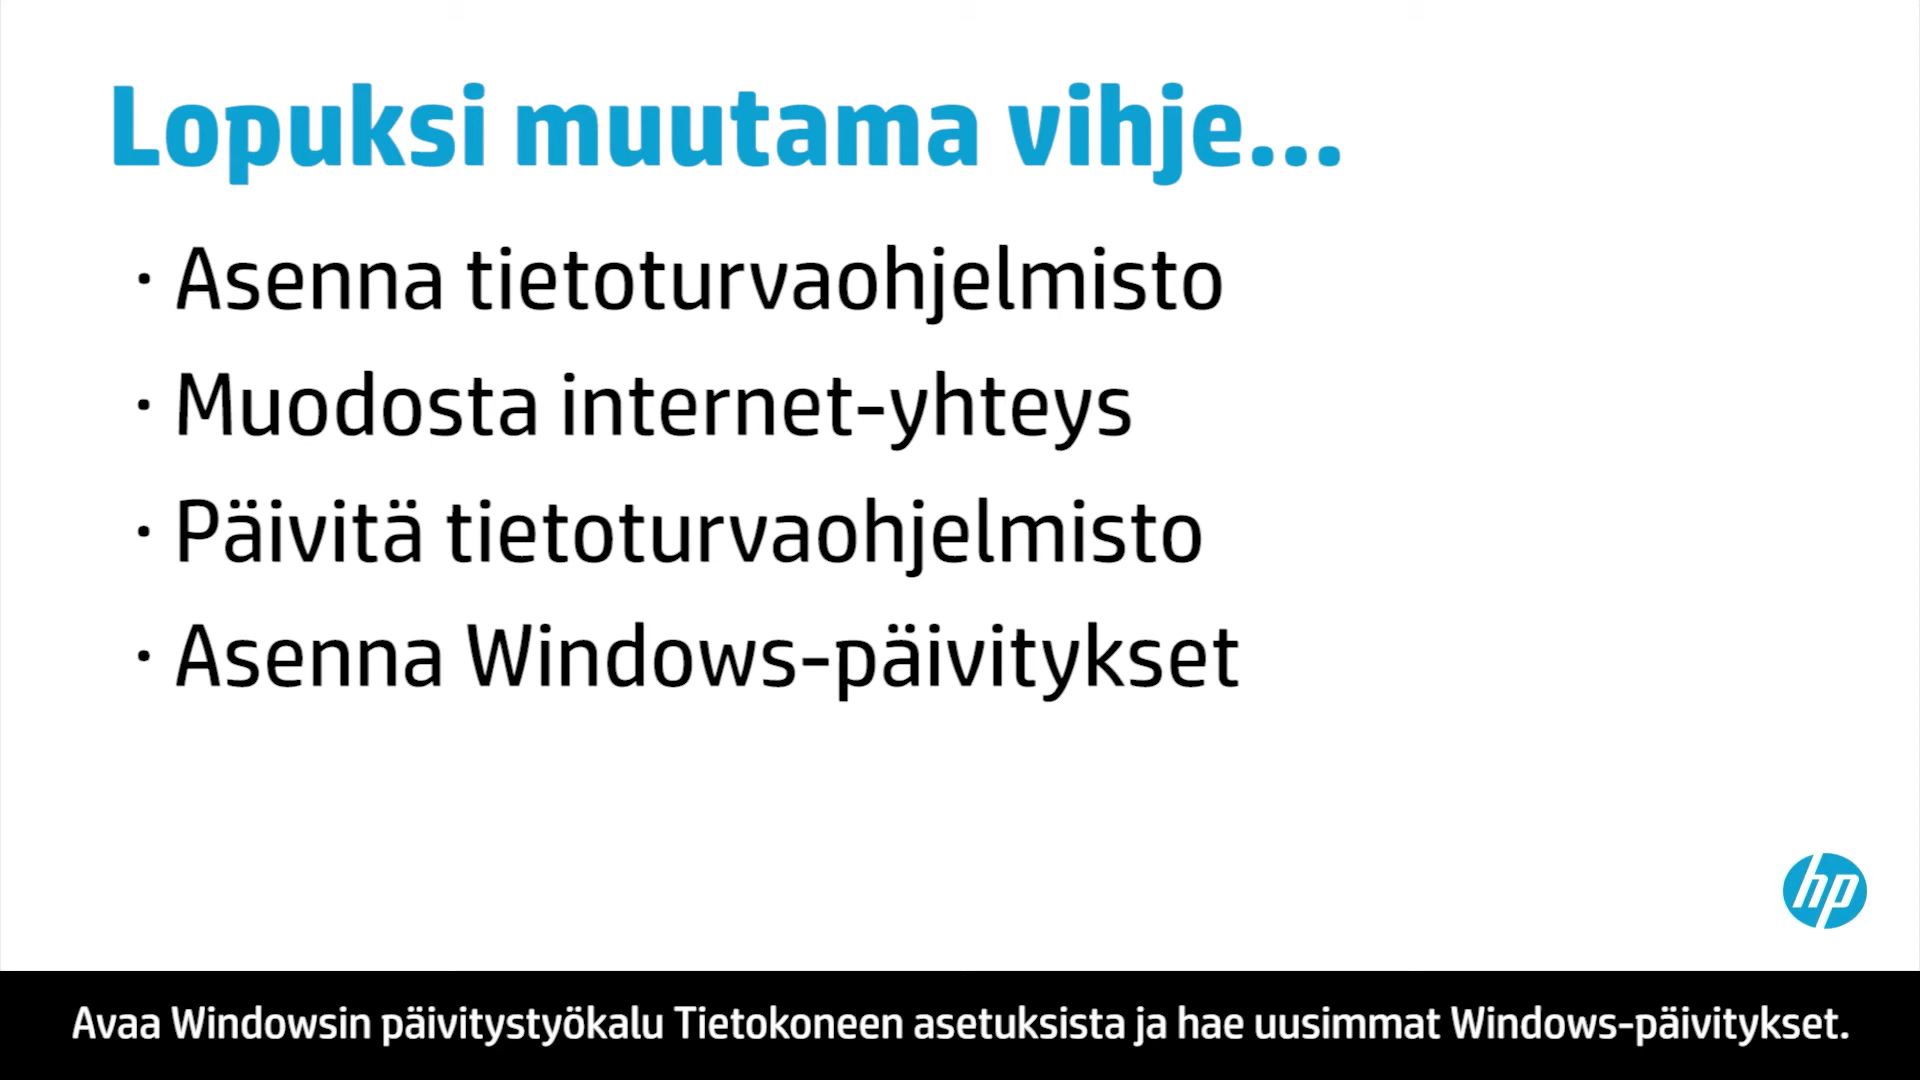 Lopuksi muutama vihje...
· Asenna tietoturvaohjelmisto
· Muodosta internet-yhteys
· Päivitä tietoturvaohjelmisto
· Asenna Windows-päivitykset
hp
Avaa Windowsin päivitystyökalu Tietokoneen asetuksista ja hae uusimmat Windows-päivitykset.